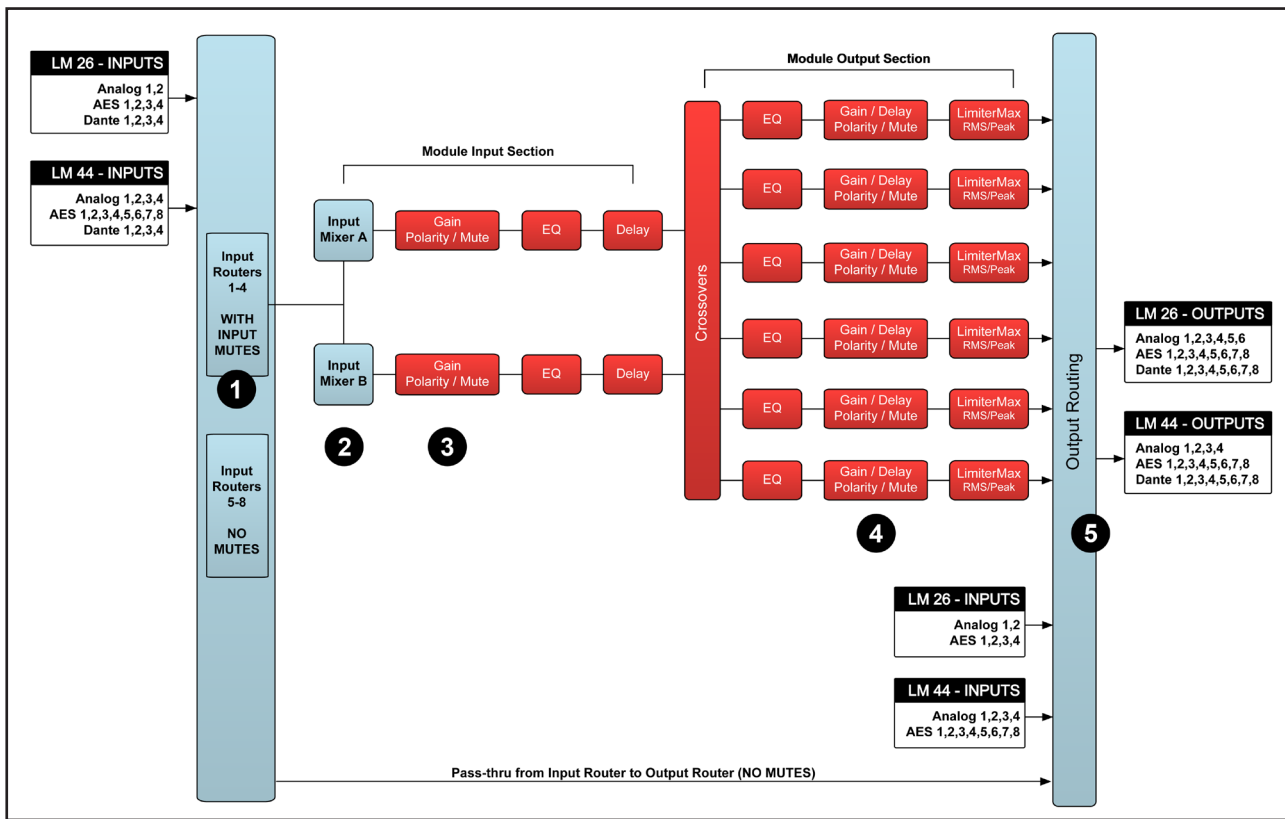 LM 26 - INPUTS
Analog 1,2
AES 1,2,3,4
Dante 1,2,3,4
LM 44 - INPUTS
Analog 1,2,3,4
AES 1,2,3,4,5,6,7,8
Dante 1,2,3,4
Input
Routers
1-4
WITH
INPUT
MUTES
1
Input
Routers
5-8
NO
MUTES
Module Input Section
Input
Mixer A
Gain
Polarity / Mute
EQ
Delay
Input
Mixer B
Gain
Polarity / Mute
EQ
Delay
2
3
Module Output Section
Crossovers
EQ
Gain / Delay
Polarity / Mute
LimiterMax
RMS/Peak
EQ
Gain / Delay
Polarity / Mute
LimiterMax
RMS/Peak
EQ
Gain / Delay
Polarity / Mute
LimiterMax
RMS/Peak
EQ
Gain / Delay
Polarity / Mute
LimiterMax
RMS/Peak
EQ
Gain / Delay
Polarity / Mute
LimiterMax
RMS/Peak
EQ
Gain / Delay
Polarity / Mute
LimiterMax
RMS/Peak
4
Output Routing
5
LM 26 - OUTPUTS
Analog 1,2,3,4,5,6
AES 1,2,3,4,5,6,7,8
Dante 1,2,3,4,5,6,7,8
LM 44 - OUTPUTS
Analog 1,2,3,4
AES 1,2,3,4,5,6,7,8
Dante 1,2,3,4,5,6,7,8
LM 26 - INPUTS
Analog 1,2
AES 1,2,3,4
LM 44 - INPUTS
Analog 1,2,3,4
AES 1,2,3,4,5,6,7,8
Pass-thru from Input Router to Output Router (NO MUTES)